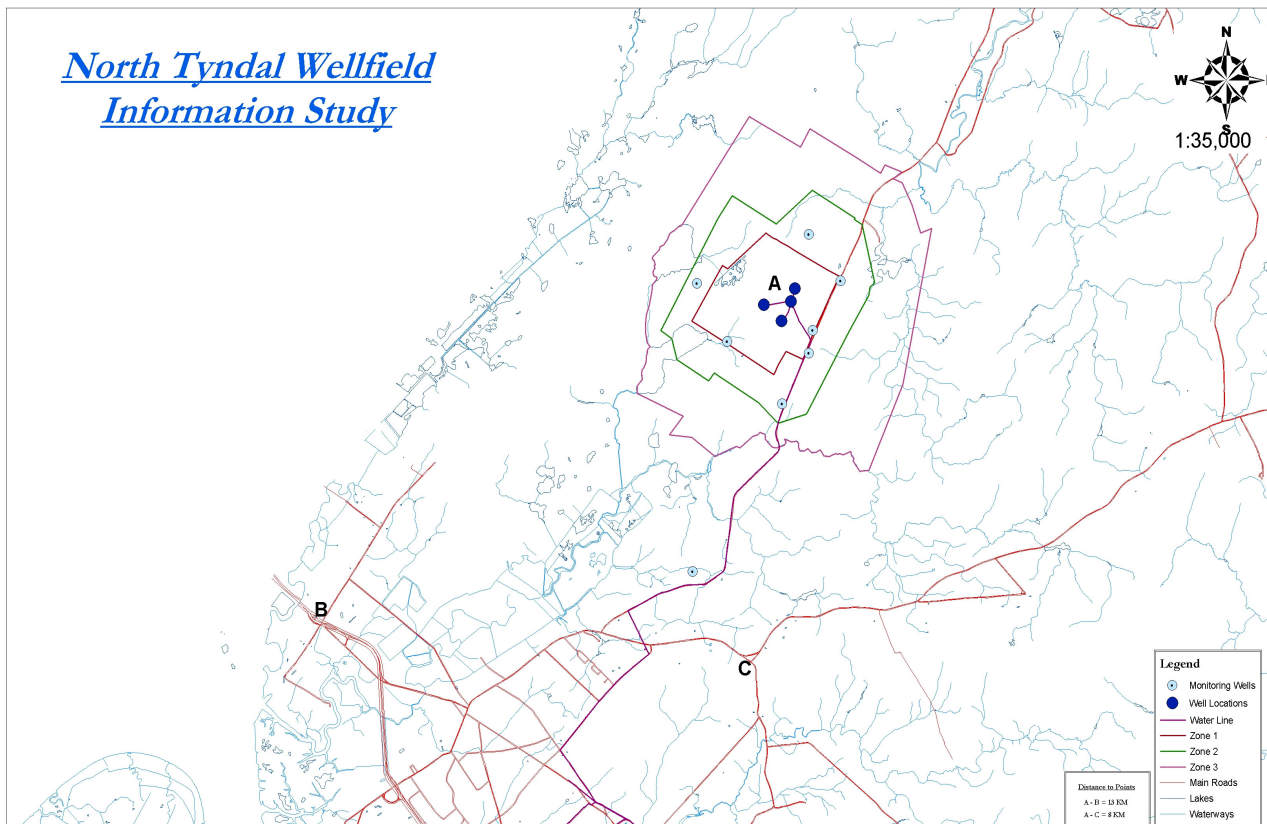 North Tyndal Wellfield
Information Study
N
W
S
1:35,000
A
B
C
Legend
Monitoring Wells
Well Locations
Water Line
Zone 1
Zone 2
Zone 3
Main Roads
Lakes
Waterways
Distance to Points
A - B = 13 KM
A - C = 8 KM